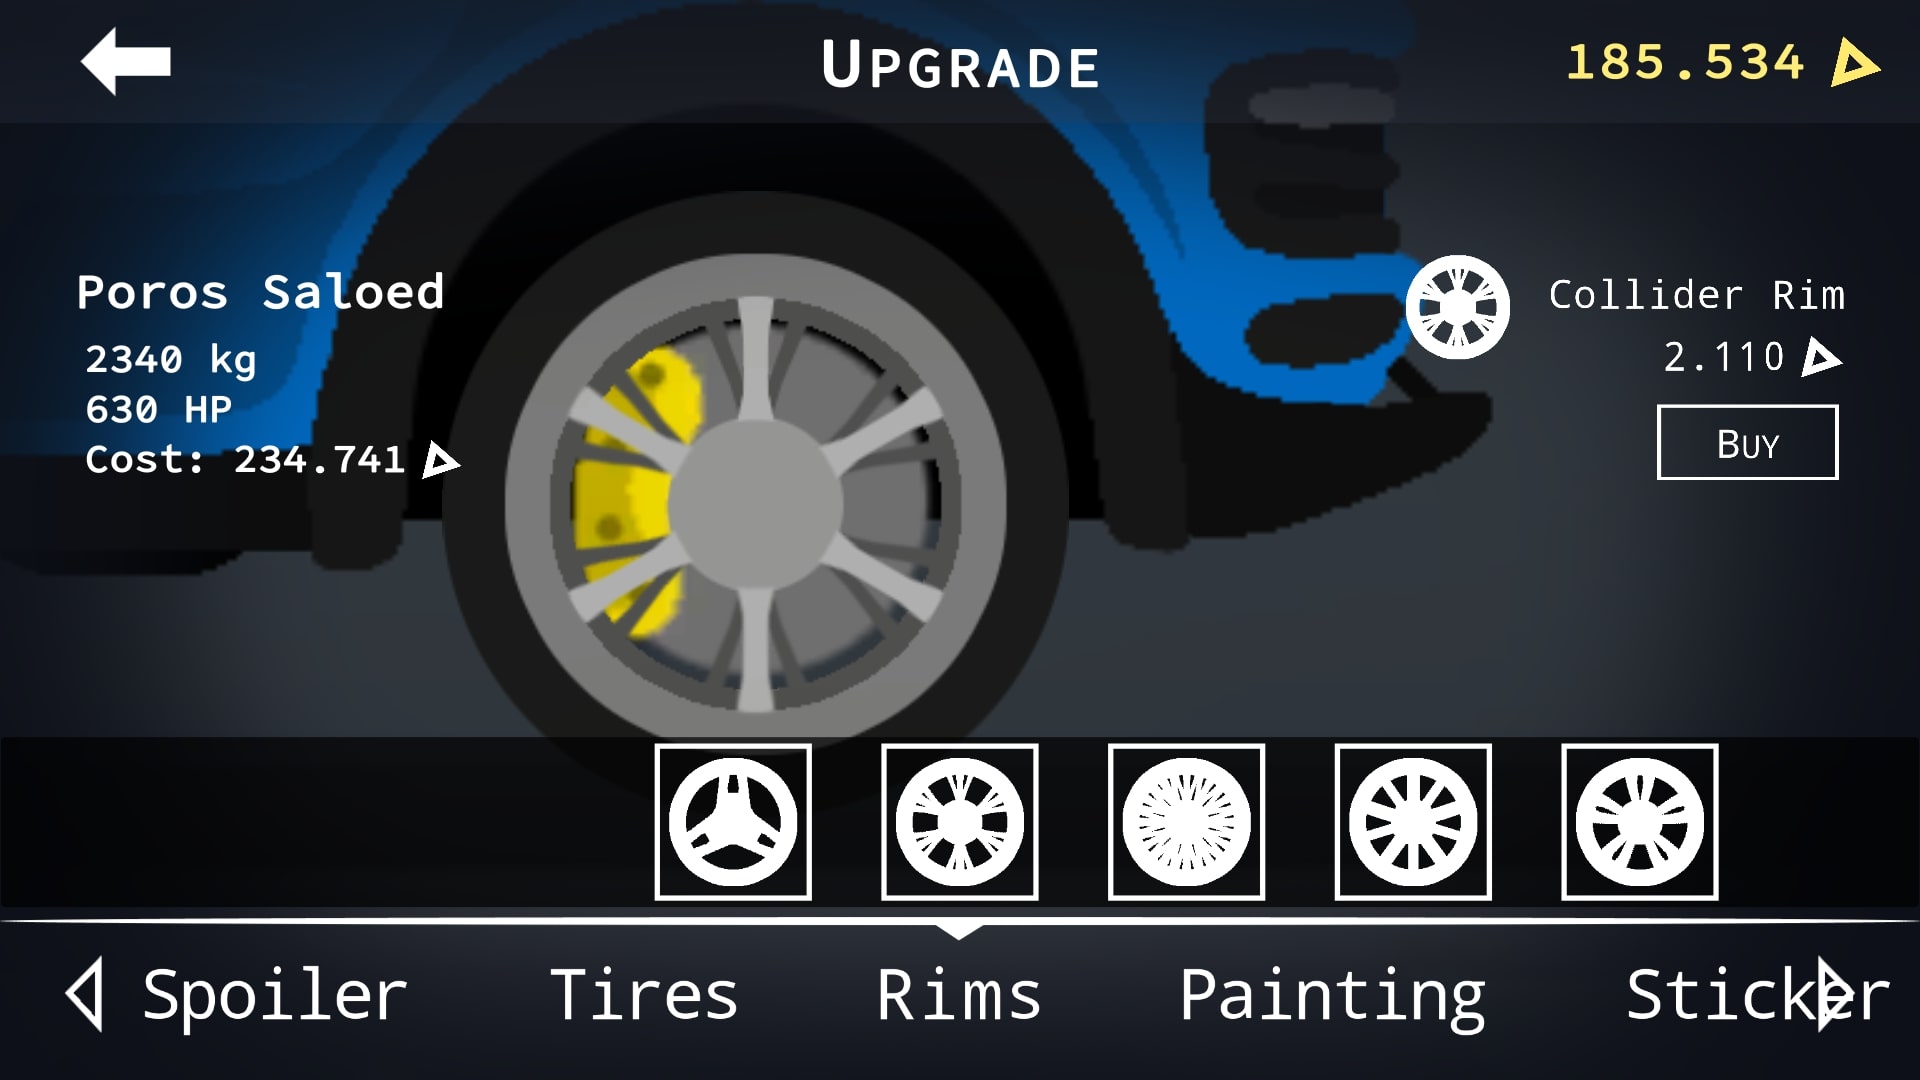 UPGRADE
185.534
Poros Saloed
2340 kg
630 HP
Cost: 234.741
Collider Rim
2.110
BUY
Spoiler
Tires
Rims
Painting
Sticker